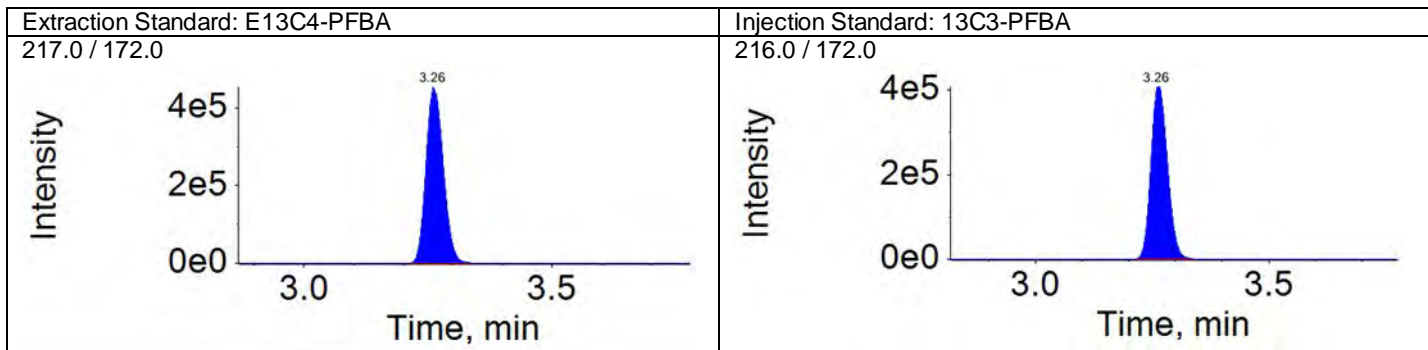 Extraction Standard: E13C4-PFBA
217.0 / 172.0
3.26
4e5
2e5
0e0
Intensity
3.0
3.5
Time, min
Injection Standard: 13C3-PFBA
216.0 / 172.0
3.26
4e5
2e5
0e0
Intensity
3.0
3.5
Time, min